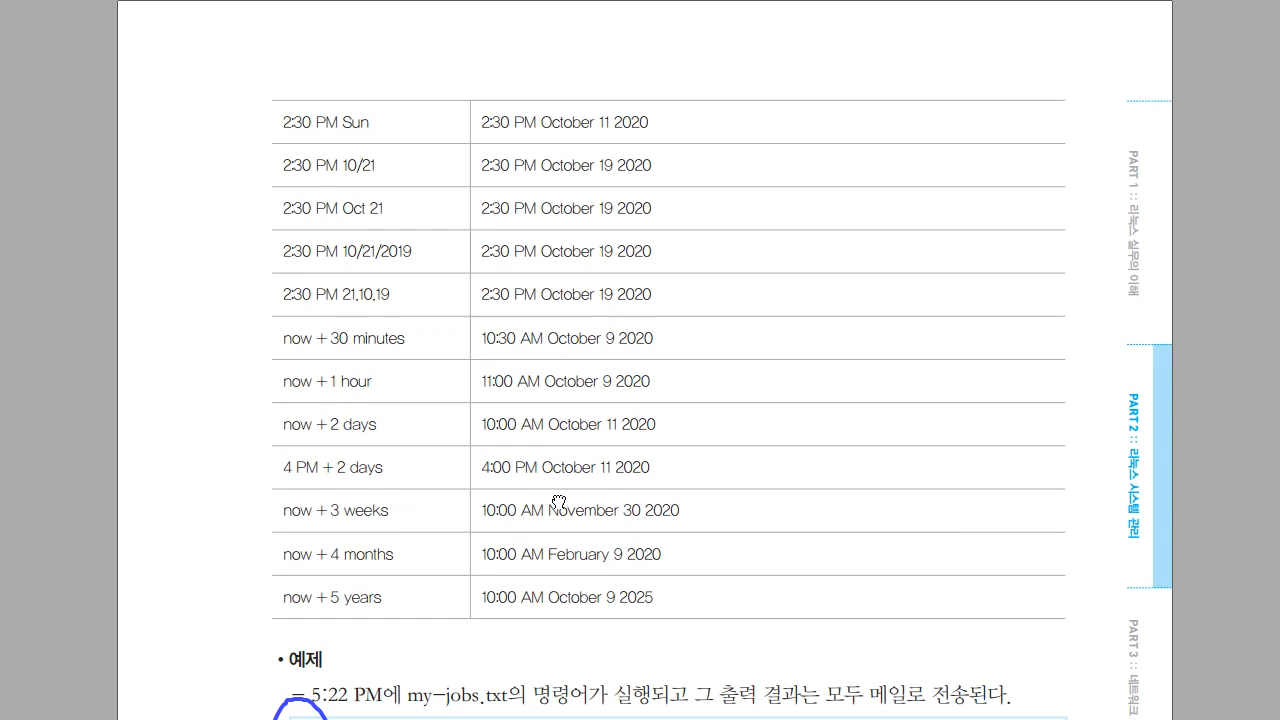 2:30 PM Sun 2:30 PM October 11 2020
2:30 PM 10/21 2:30 PM October 19 2020
2:30 PM Oct 21 2:30 PM October 19 2020
2:30 PM 10/21/2019 2:30 PM October 19 2020
2:30 PM 21.10.19 2:30 PM October 19 2020
now + 30 minutes 10:30 AM October 9 2020
now + 1 hour 11:00 AM October 9 2020
now + 2 days 10:00 AM October 11 2020
4 PM + 2 days 4:00 PM October 11 2020
now + 3 weeks 10:00 AM November 30 2020
now + 4 months 10:00 AM February 9 2020
now + 5 years 10:00 AM October 9 2025
• 예제
– 5:22 PM에 my_jobs.txt의 명령어가 실행되고 그 출력 결과는 모두 메일로 전송된다.
PART 1 :: 리눅스 실무의 이해
PART 2 :: 리눅스 시스템 관리
PART 3 :: 네트워크